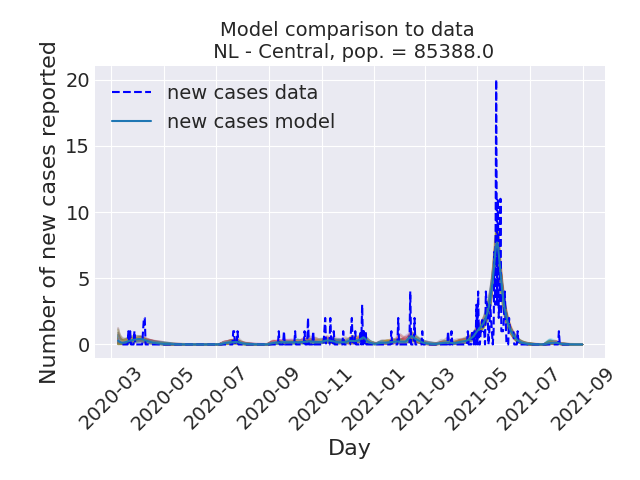 Model comparison to data
NL - Central, pop. = 85388.0
Number of new cases reported
20
15
10
5
0
new cases data
new cases model
2020-03
2020-05
2020-07
2020-09
2020-11
2021-01
2021-03
2021-05
2021-07
2021-09
Day